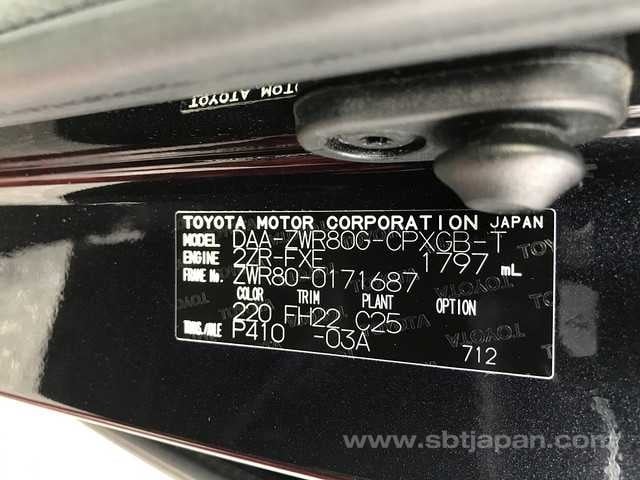 TOYOTA MOTOR CORPORATION JAPAN
MODEL DAA-ZWR80G-CPXGB-T
ENGINE 2ZR-FXE 1797 mL
FRAME No. ZWR80-0171687
COLOR TRIM PLANT OPTION
220 FH22 C25
TRANS./AXLE P410 -03A
712
www.sbtjapan.com